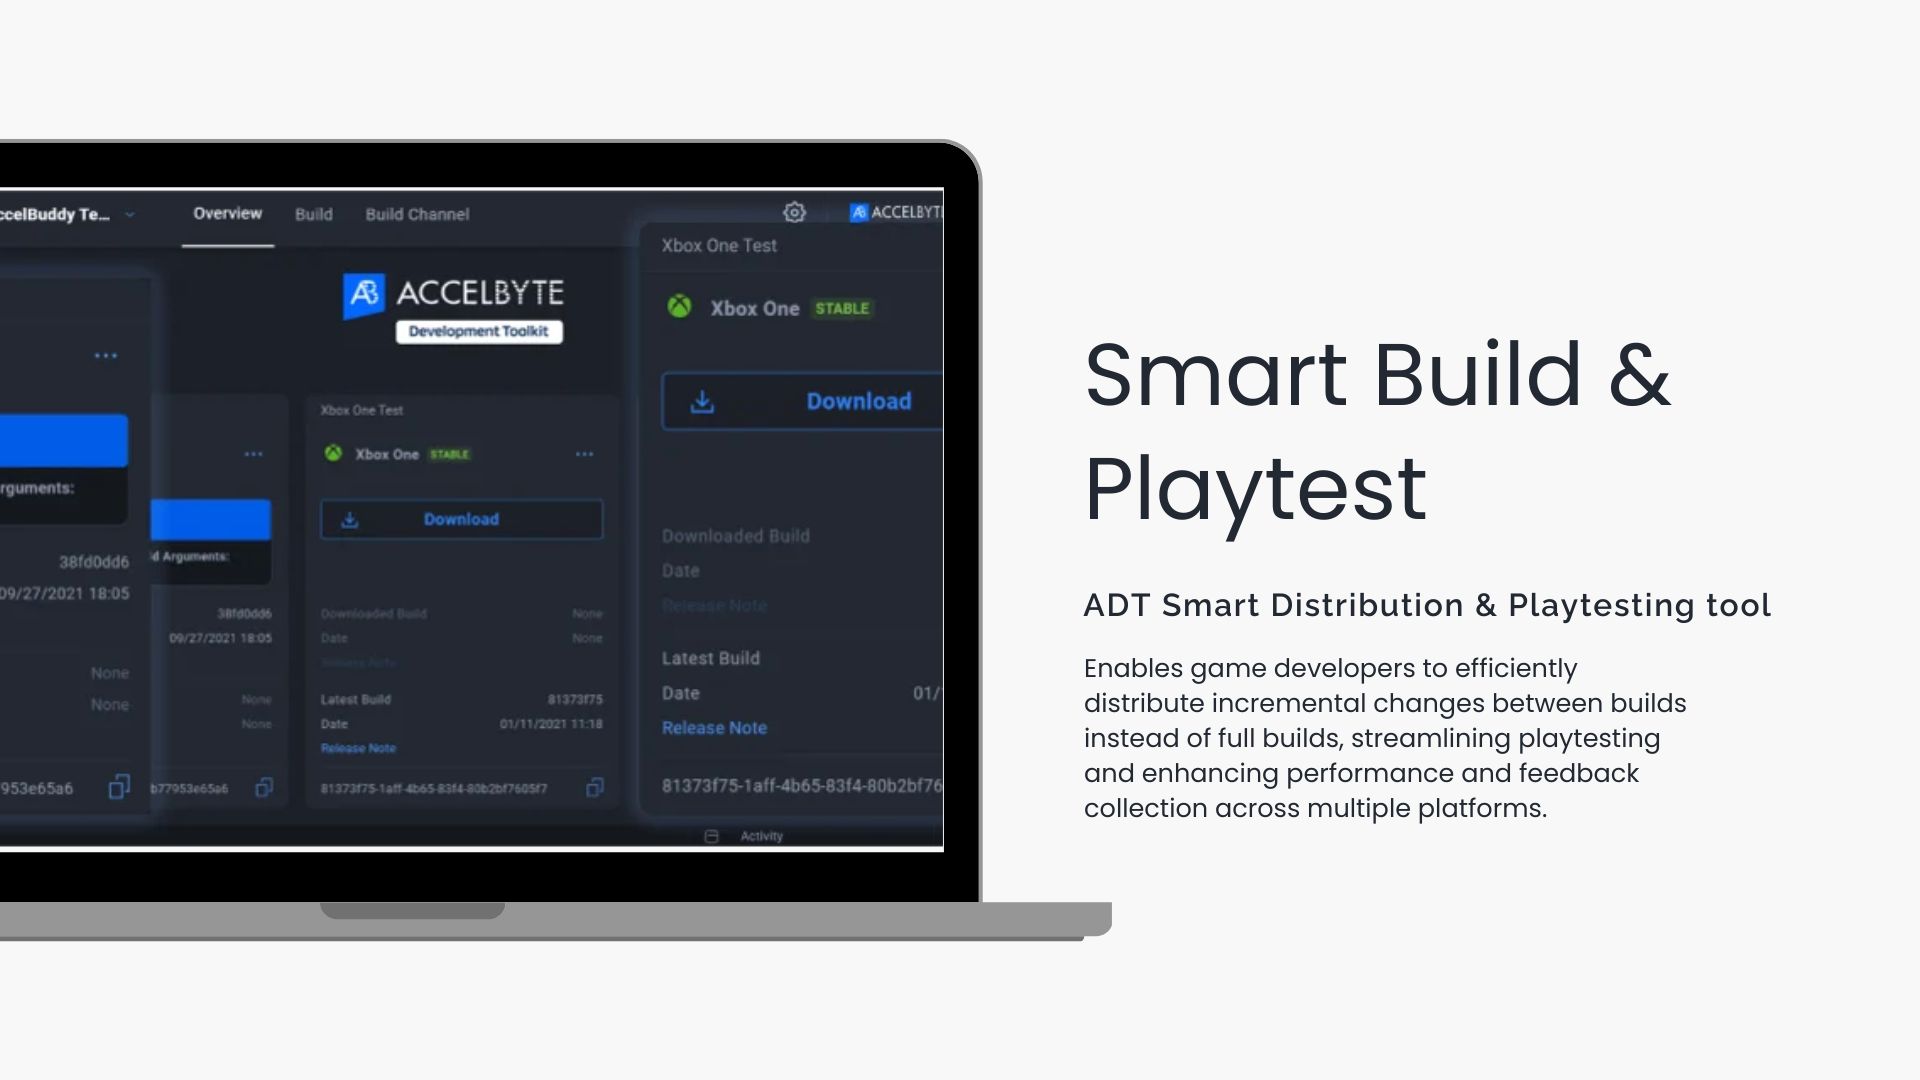 ccelBuddy Te...
Overview
Build
Build Channel
ACCELBYTE
Development Toolkit
rguments:
38fd0dd6
09/27/2021 18:05
None
None
953e65a6
d Arguments:
38fd0dd6
09/27/2021 18:05
None
None
b77953e65a6
Xbox One Test
Xbox One STABLE
Download
Downloaded Build None
Date None
Release Note
Latest Build 81373f75
Date 01/11/2021 11:18
Release Note
81373f75-1aff-4b65-83f4-80b2bf7605f7
ACCELBYT
Xbox One Test
Xbox One STABLE
Download
Downloaded Build
Date
Release Note
Latest Build
Date 01/
Release Note
81373f75-1aff-4b65-83f4-80b2bf76
Activity
Smart Build &
Playtest
ADT Smart Distribution & Playtesting tool
Enables game developers to efficiently
distribute incremental changes between builds
instead of full builds, streamlining playtesting
and enhancing performance and feedback
collection across multiple platforms.